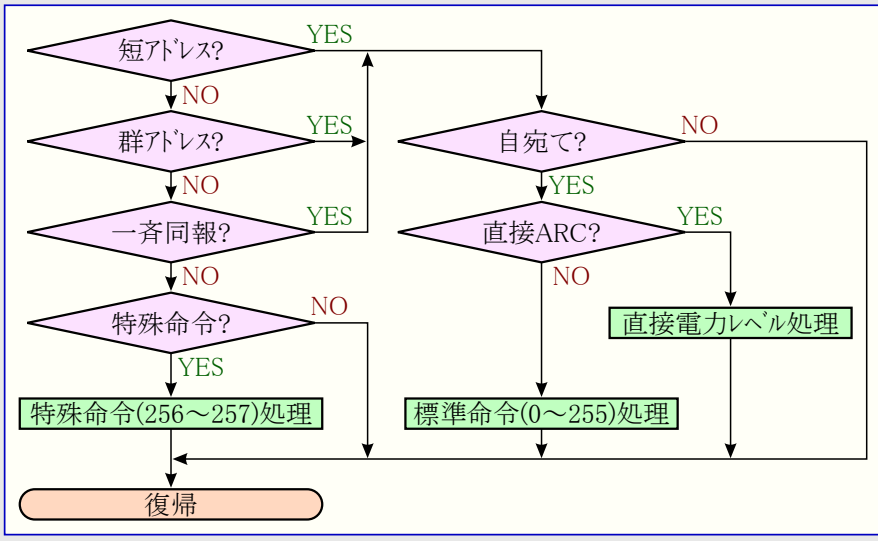 短アドレス?
YES
NO
群アドレス?
YES
NO
一斉同報?
YES
NO
特殊命令?
NO
YES
特殊命令(256～257)処理
自宛て?
NO
YES
直接ARC?
YES
NO
直接電力レベル処理
標準命令(0～255)処理
復帰